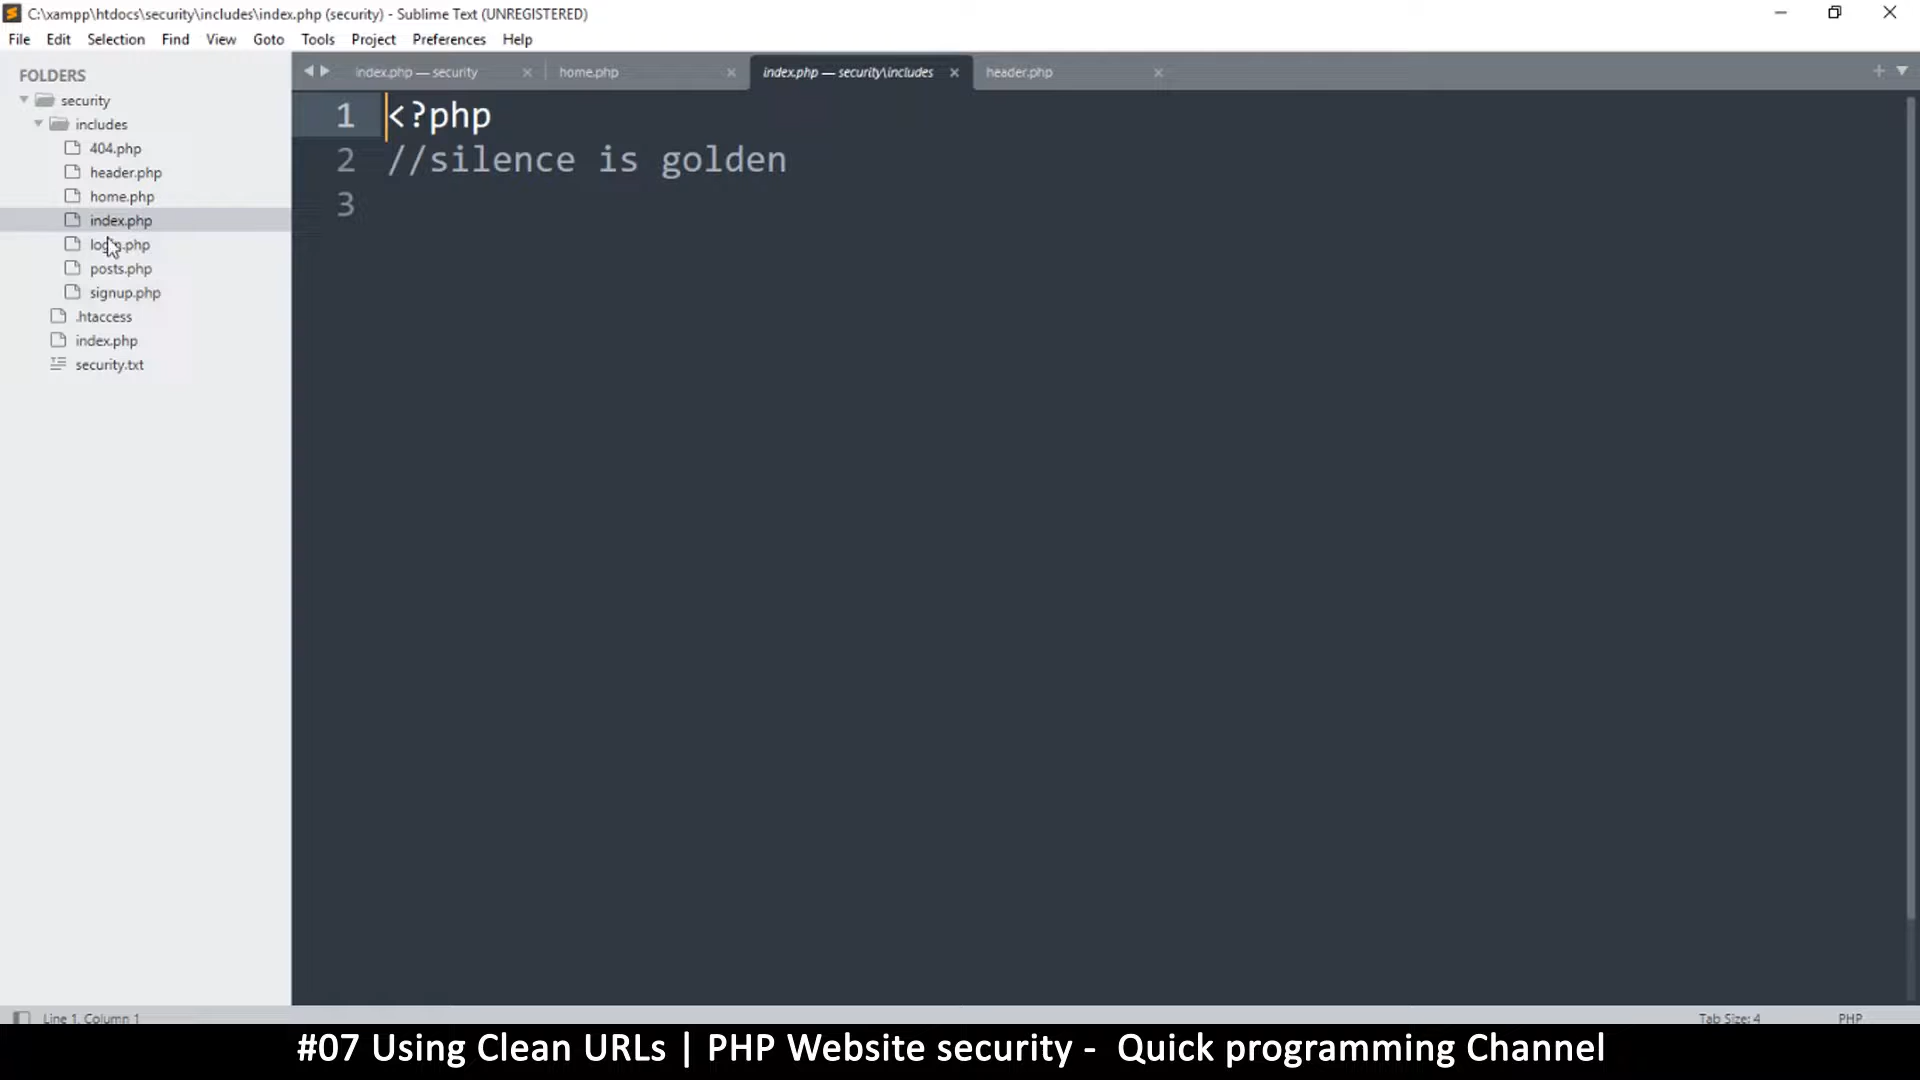 C:\xampp\htdocs\security\includes\index.php (security) - Sublime Text (UNREGISTERED)
File Edit Selection Find View Goto Tools Project Preferences Help
FOLDERS
security
includes
404.php
header.php
home.php
index.php
login.php
posts.php
signup.php
.htaccess
index.php
security.txt
index.php — security
home.php
index.php — security\includes
header.php
1 <?php
2 //silence is golden
3
Line 1, Column 1
Tab Size: 4
PHP
#07 Using Clean URLs | PHP Website security - Quick programming Channel